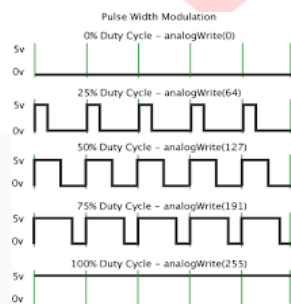 Pulse Width Modulation
0% Duty Cycle – analogWrite(0)
5v
0v
25% Duty Cycle – analogWrite(64)
5v
0v
50% Duty Cycle – analogWrite(127)
5v
0v
75% Duty Cycle – analogWrite(191)
5v
0v
100% Duty Cycle – analogWrite(255)
5v
0v